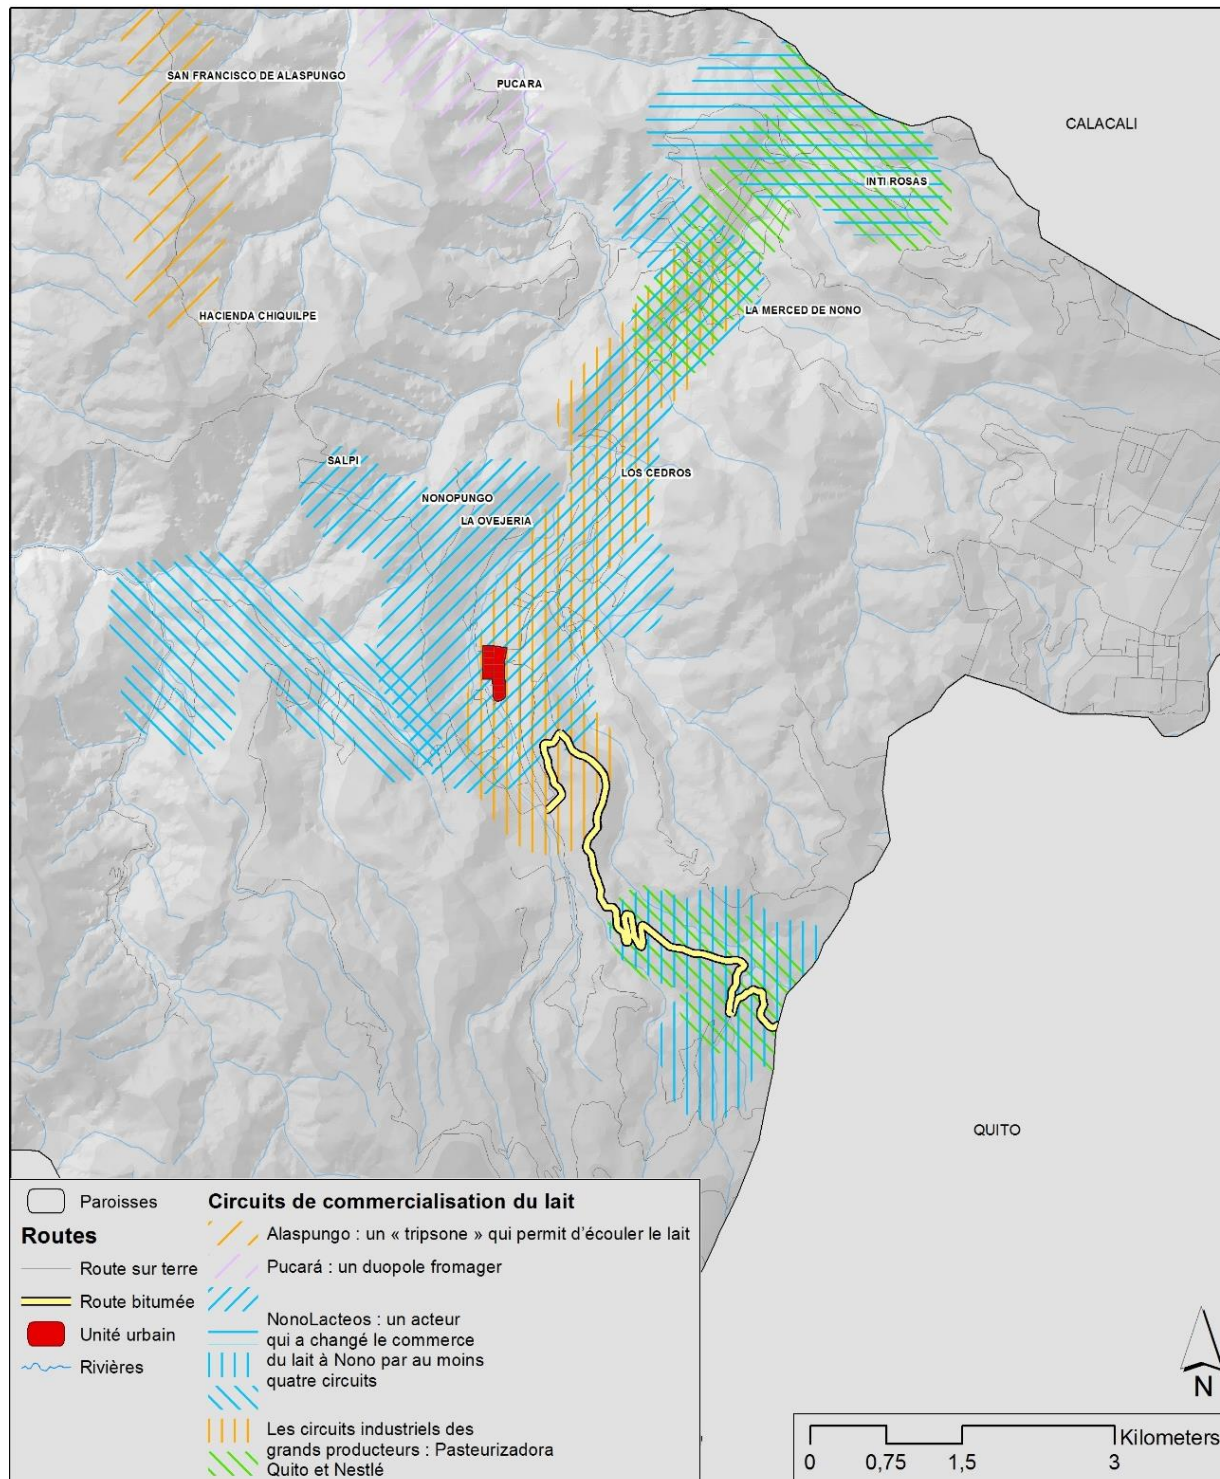 SAN FRANCISCO DE ALASPUNGO
PUCARA
CALACALI
INTI ROSAS
HACIENDA CHIQUILPE
LA MERCED DE NONO
SALPI
LOS CEDROS
NONOPUNGO
LA OVEJERIA
QUITO
Paroisses
Routes
Route sur terre
Route bitumée
Unité urbain
Rivières
Circuits de commercialisation du lait
Alaspungo : un « tripsone » qui permit d'écouler le lait
Pucará : un duopole fromager
NonoLacteos : un acteur
qui a changé le commerce
du lait à Nono par au moins
quatre circuits
Les circuits industriels des
grands producteurs : Pasteurizadora
Quito et Nestlé
N
Kilometers
0 0,75 1,5 3